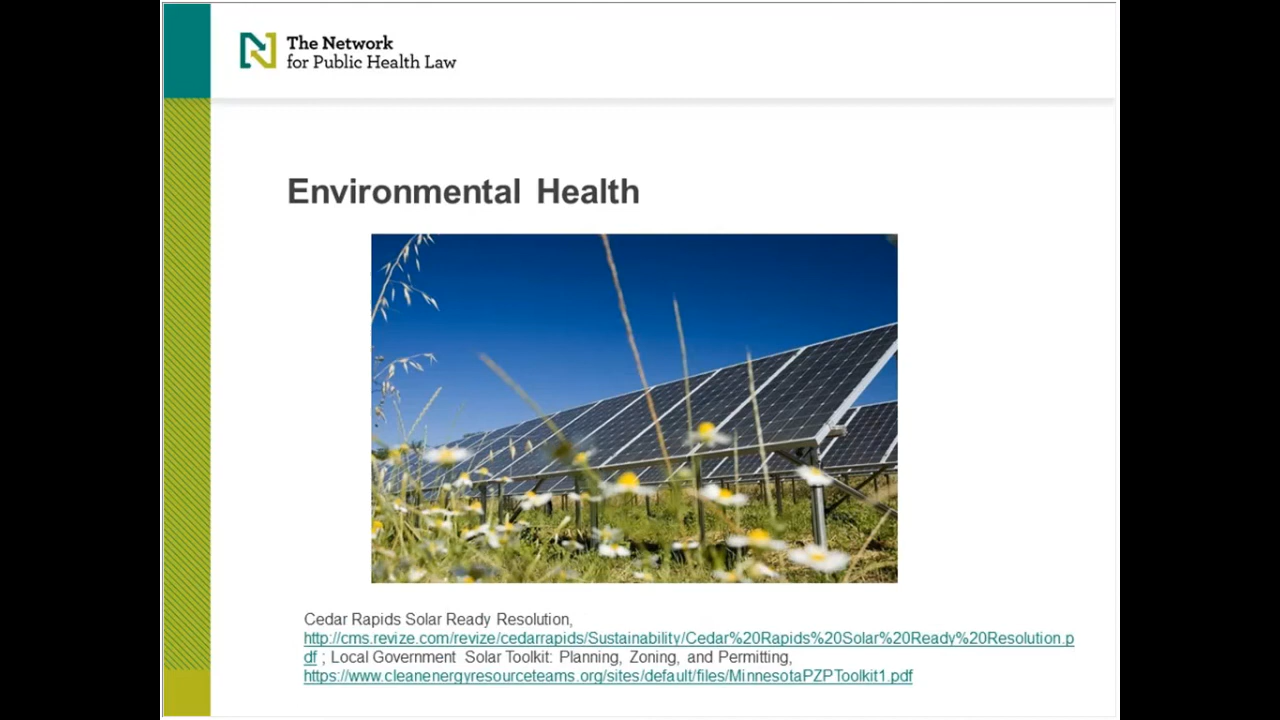 The Network
for Public Health Law
Environmental Health
Cedar Rapids Solar Ready Resolution,
http://cms.revize.com/revize/cedarrapids/Sustainability/Cedar%20Rapids%20Solar%20Ready%20Resolution.p
df ; Local Government Solar Toolkit: Planning, Zoning, and Permitting,
https://www.cleanenergyresourceteams.org/sites/default/files/MinnesotaPZPToolkit1.pdf